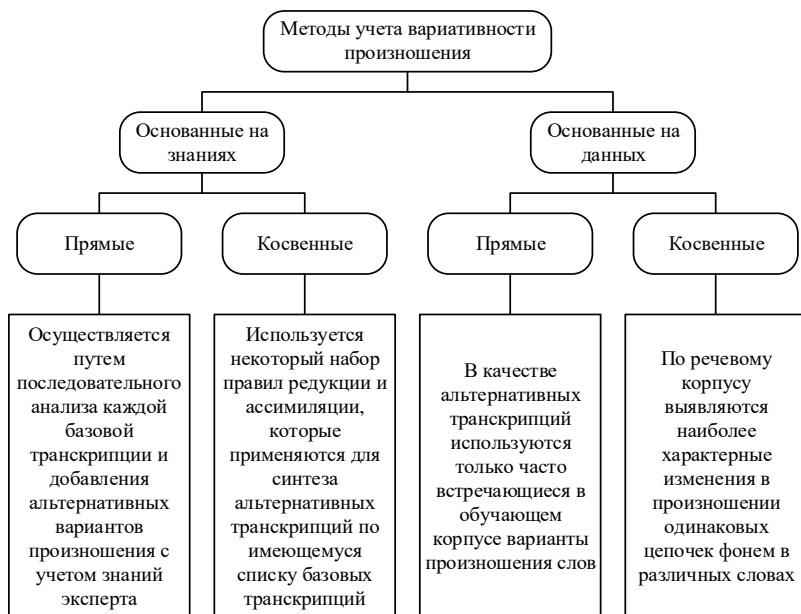 Методы учета вариативности
произношения
Основанные на
знаниях
Основанные на
данных
Прямые
Косвенные
Прямые
Косвенные
Осуществляется
путем
последовательного
анализа каждой
базовой
транскрипции и
добавления
альтернативных
вариантов
произношения с
учетом знаний
эксперта
Используется
некоторый набор
правил редукции и
ассимиляции,
которые
применяются для
синтеза
альтернативных
транскрипций по
имеющемуся
списку базовых
транскрипций
В качестве
альтернативных
транскрипций
используются
только часто
встречающиеся в
обучающем
корпусе варианты
произношения слов
По речевому
корпусу
выявляются
наиболее
характерные
изменения в
произношении
одинаковых
цепочек фонем в
различных словах